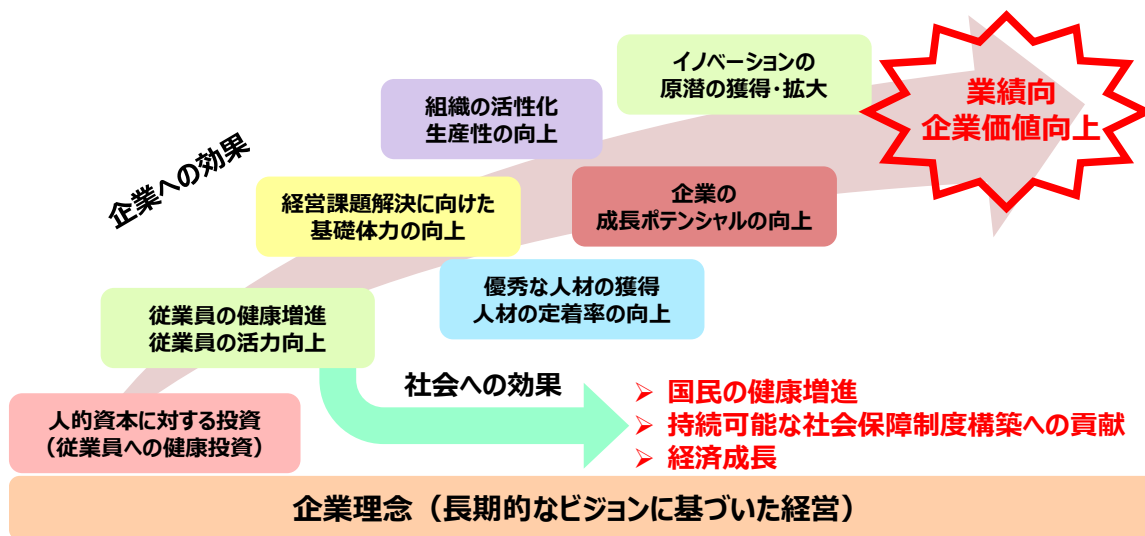 イノベーションの
原潜の獲得・拡大
業績向
企業価値向上
組織の活性化
生産性の向上
企業への効果
経営課題解決に向けた
基礎体力の向上
企業の
成長ポテンシャルの向上
優秀な人材の獲得
人材の定着率の向上
従業員の健康増進
従業員の活力向上
社会への効果
➢ 国民の健康増進
➢ 持続可能な社会保障制度構築への貢献
➢ 経済成長
人的資本に対する投資
（従業員への健康投資）
企業理念（長期的なビジョンに基づいた経営）